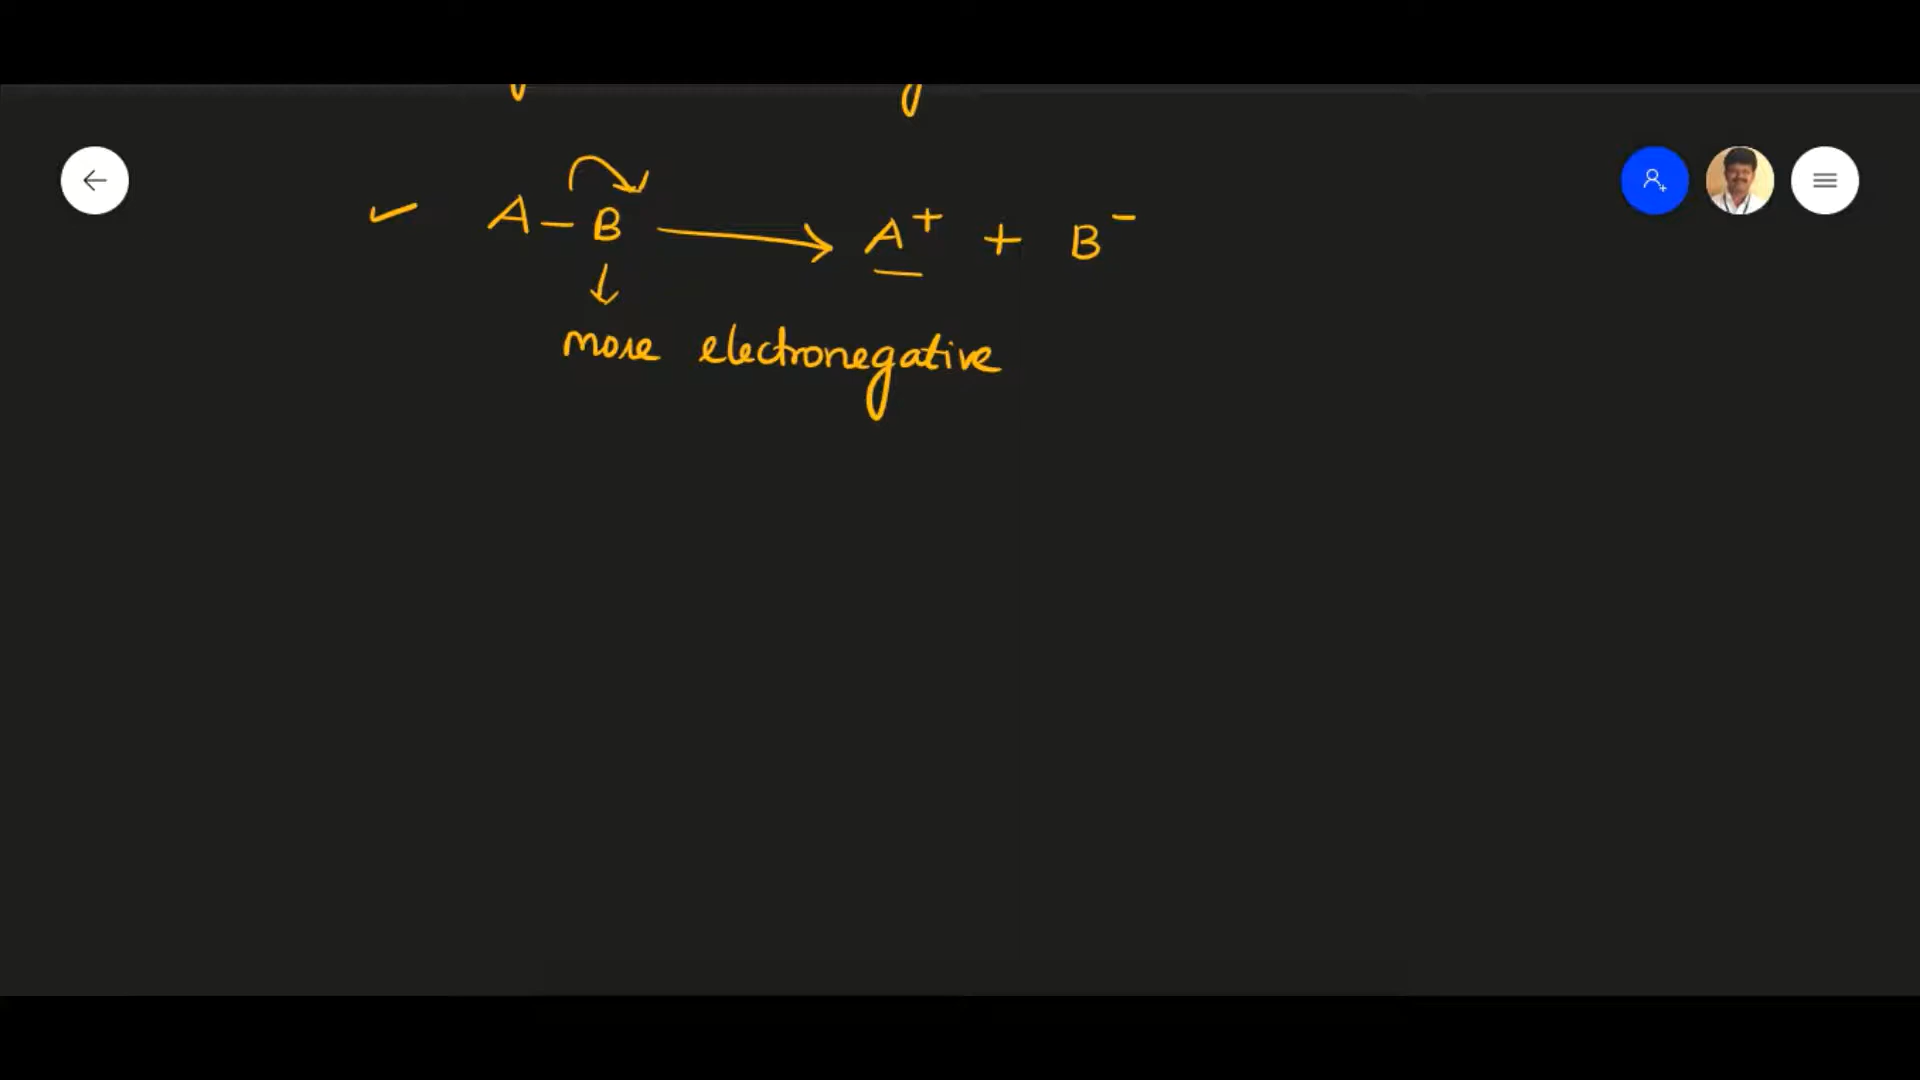 A – B ⟶ A⁺ + B⁻
↓
more electronegative